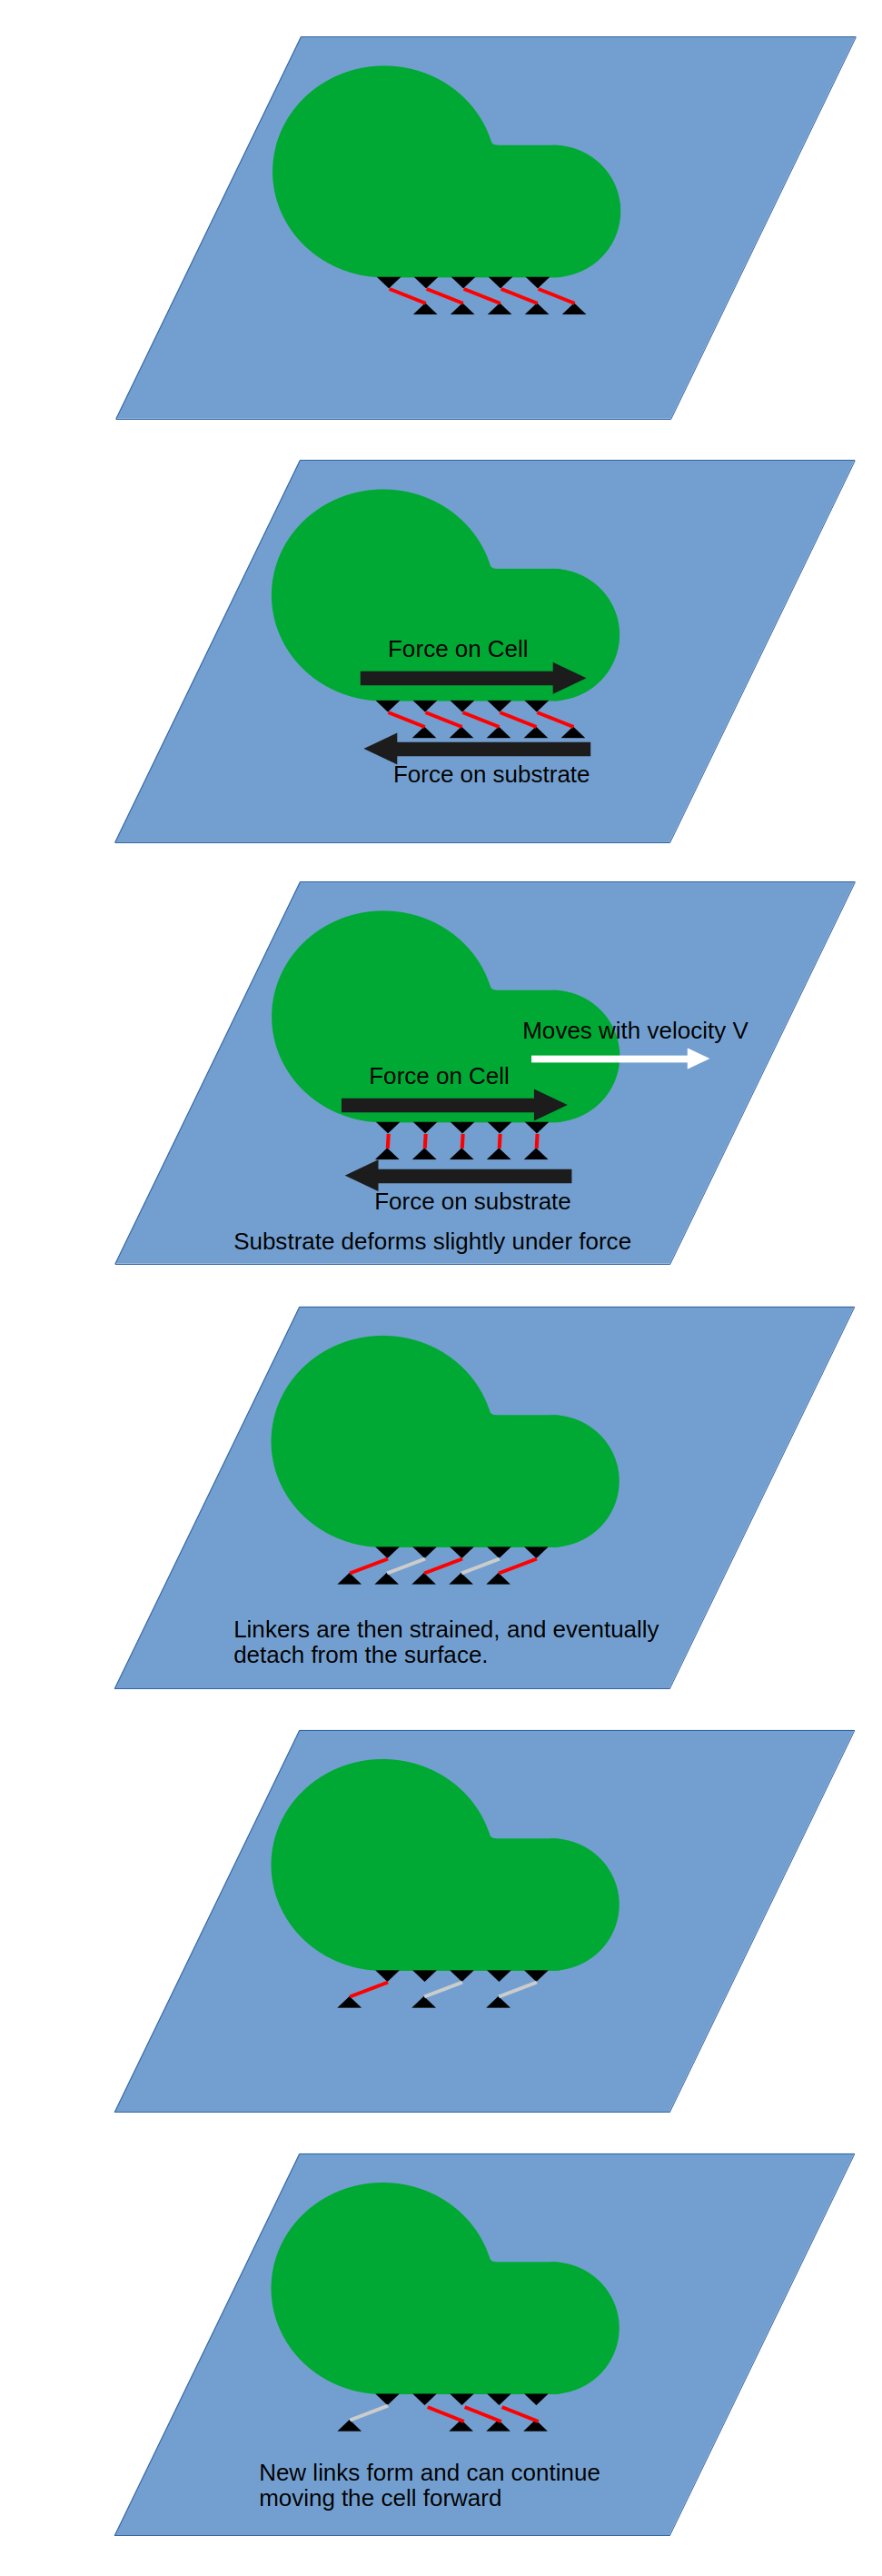 Force on Cell
Force on substrate
Moves with velocity V
Force on Cell
Force on substrate
Substrate deforms slightly under force
Linkers are then strained, and eventually
detach from the surface.
New links form and can continue
moving the cell forward